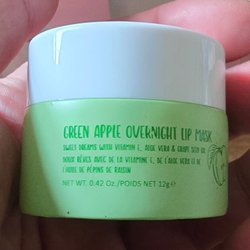 GREEN APPLE OVERNIGHT LIP MASK
SWEET DREAMS WITH VITAMIN E, ALOE VERA & GRAPE SEED OIL
DOUX RÊVES AVEC DE LA VITAMINE E, DE L'ALOE VERA ET DE
L'HUILE DE PÉPINS DE RAISIN
NET WT. 0.42 Oz./POIDS NET 12g℮